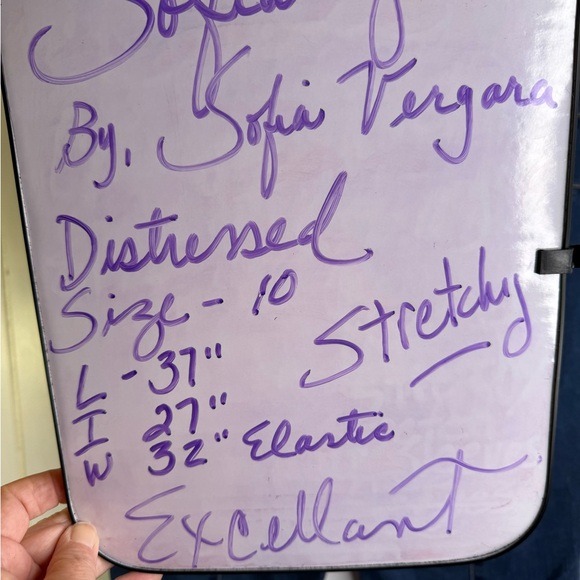 By, Sofia Vergara
Distressed
Size - 10
Stretchy
L - 37"
I 27"
W 32" Elastic
Excellant